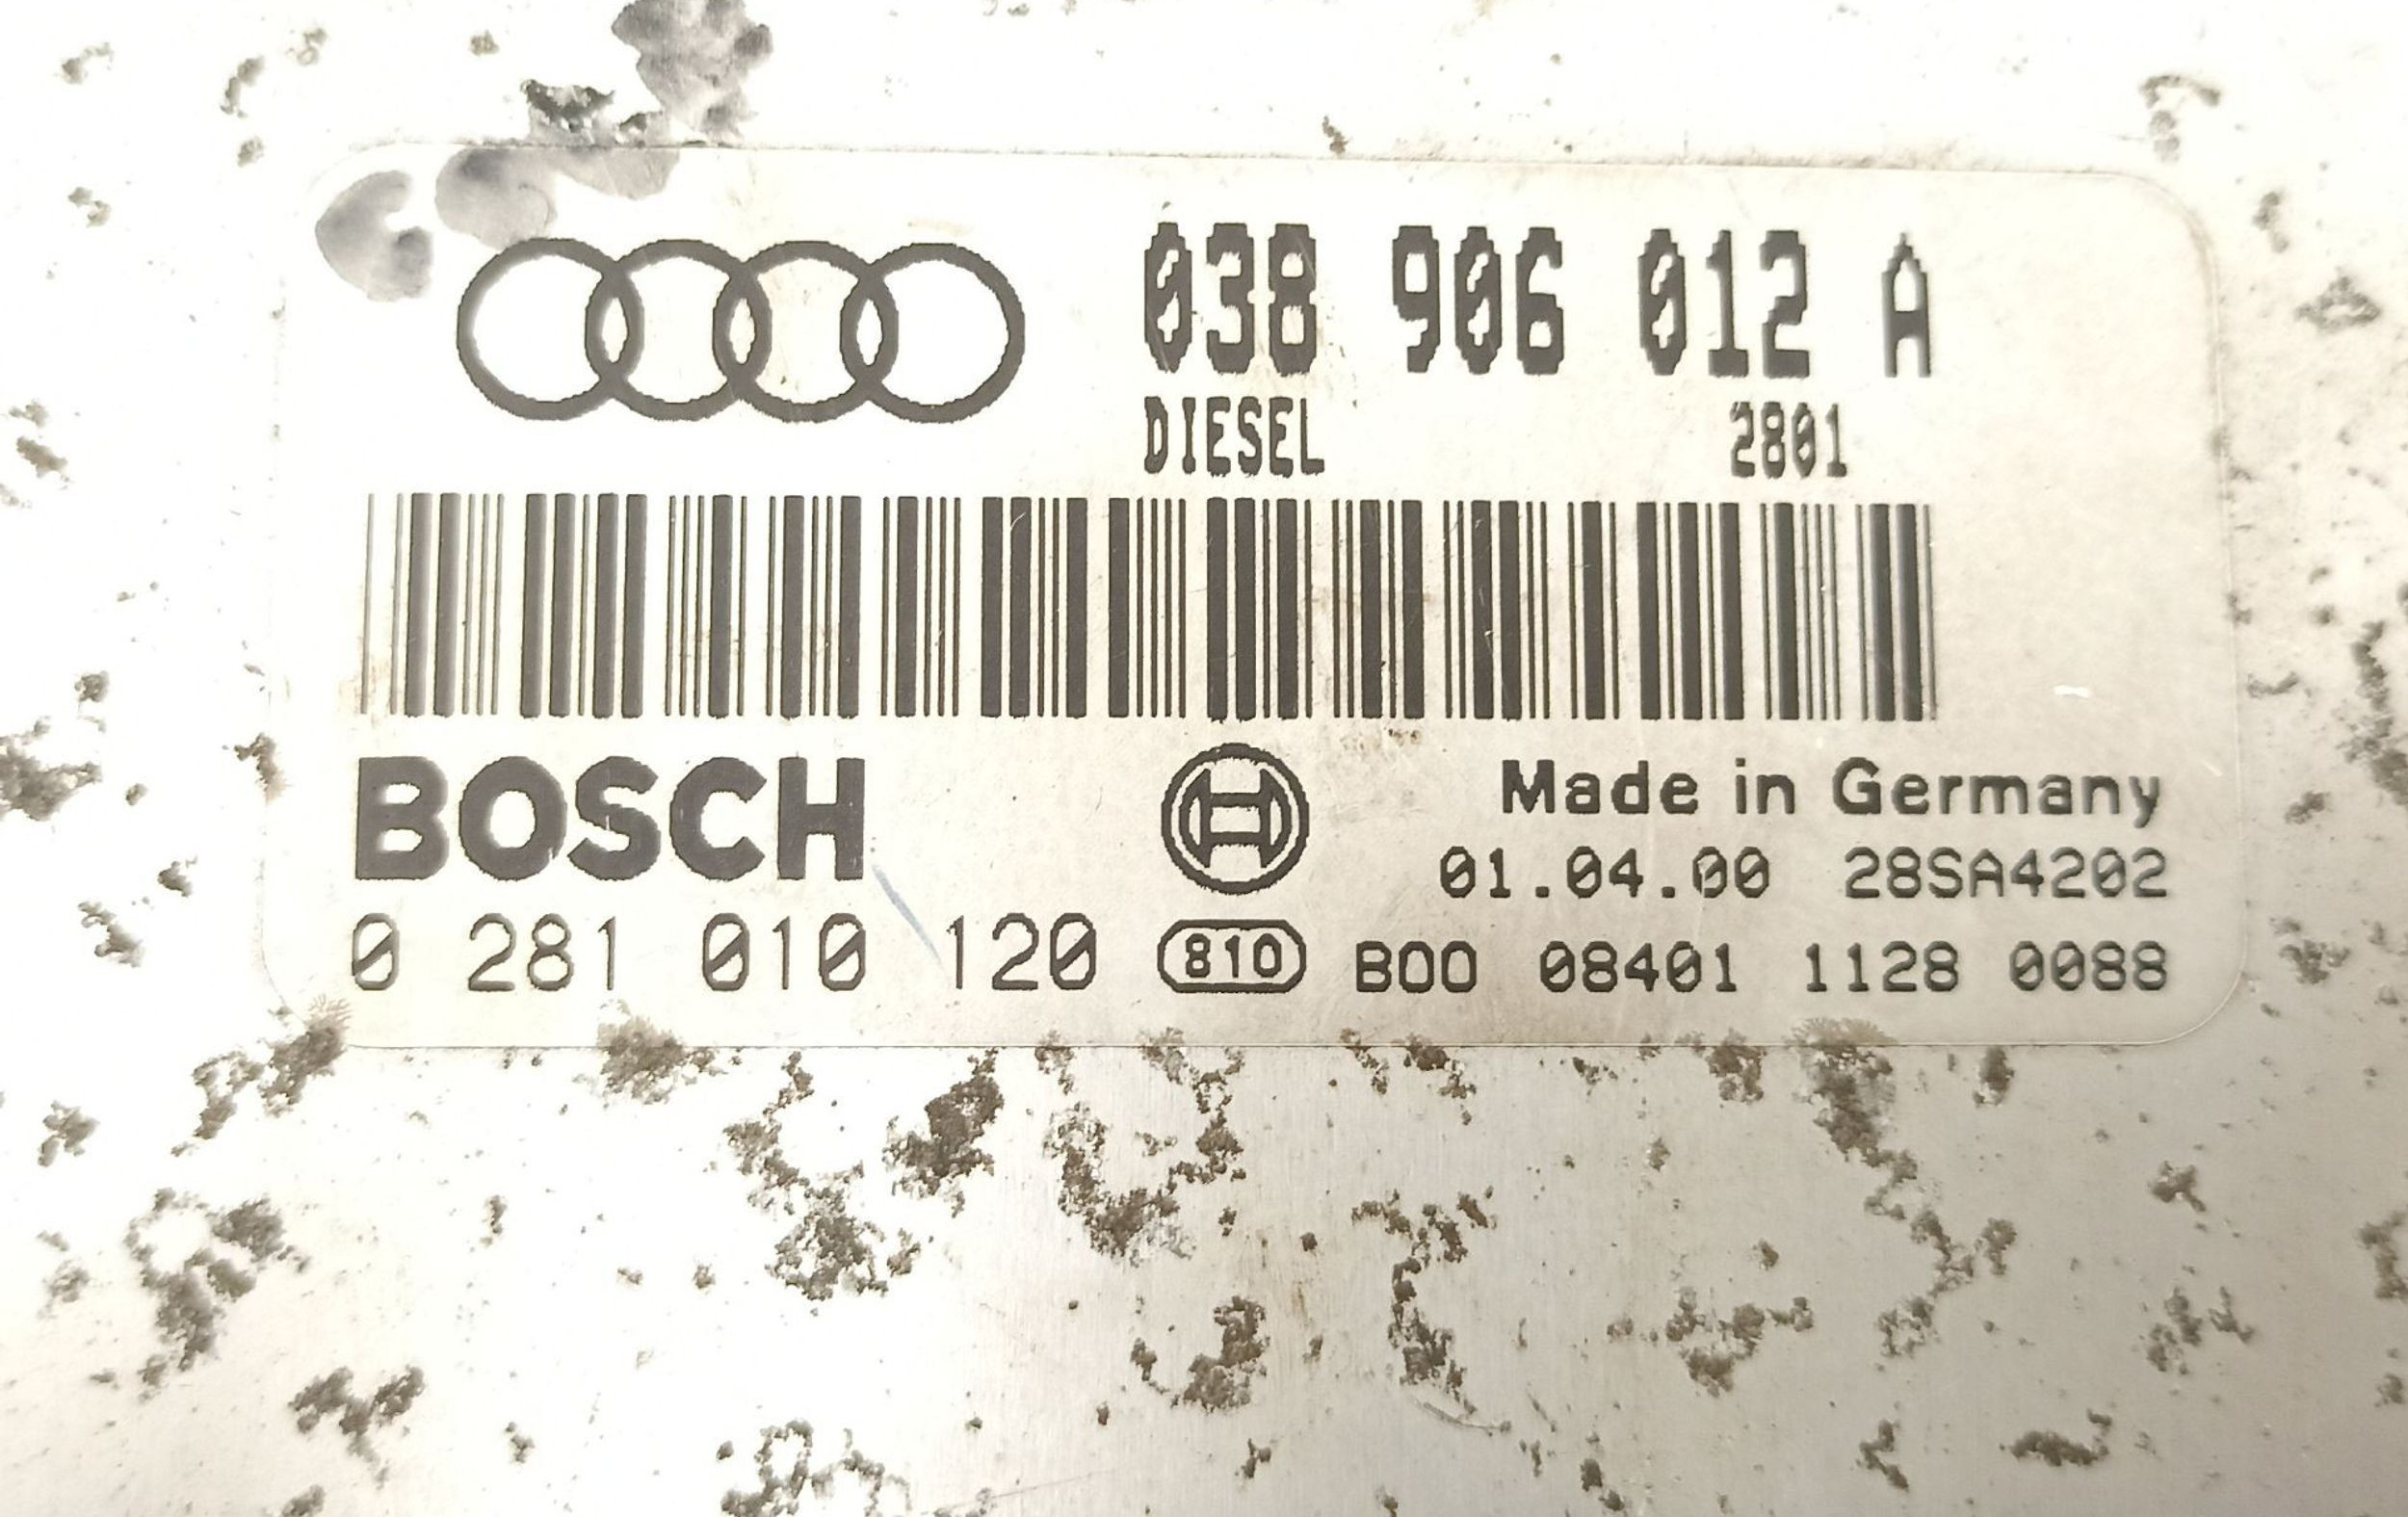 038 906 012 A
DIESEL 2801
BOSCH
Made in Germany
01.04.00 28SA4202
0 281 010 120 810 B00 08401 1128 0088